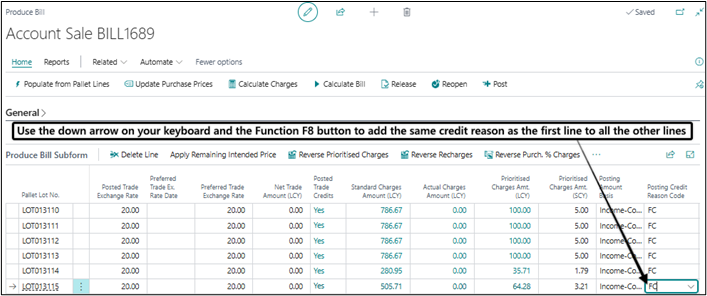 Produce Bill
Saved
Account Sale BILL1689
Home Reports Related Automate Fewer options
Populate from Pallet Lines Update Purchase Prices Calculate Charges Calculate Bill Release Reopen Post
General
Use the down arrow on your keyboard and the Function F8 button to add the same credit reason as the first line to all the other lines
Produce Bill Subform Delete Line Apply Remaining Intended Price Reverse Prioritised Charges Reverse Recharges Reverse Purch. % Charges ...
Pallet Lot No. Posted Trade Exchange Rate Preferred Trade Ex. Rate Date Preferred Trade Exchange Rate Net Trade Amount (LCY) Posted Trade Credits Standard Charges Amount (LCY) Actual Charges Amount (LCY) Prioritised Charges Amt. (LCY) Prioritised Charges Amt. (SCY) Posting Amount Basis Posting Credit Reason Code
LOT013110 20.00 20.00 0.00 Yes 786.67 0.00 100.00 5.00 Income-Co... FC
LOT013111 20.00 20.00 0.00 Yes 786.67 0.00 100.00 5.00 Income-Co... FC
LOT013112 20.00 20.00 0.00 Yes 786.67 0.00 100.00 5.00 Income-Co... FC
LOT013113 20.00 20.00 0.00 Yes 786.67 0.00 100.00 5.00 Income-Co... FC
LOT013114 20.00 20.00 0.00 Yes 280.95 0.00 35.71 1.79 Income-Co... FC
LOT013115 20.00 20.00 0.00 Yes 505.71 0.00 64.28 3.21 Income-Co... FC